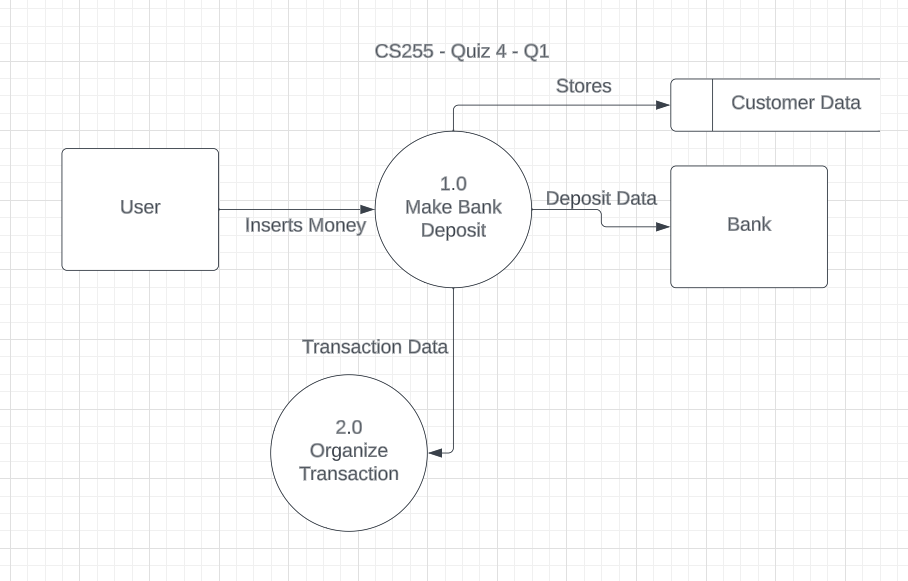 CS255 - Quiz 4 - Q1
Stores
Customer Data
User
Inserts Money
1.0
Make Bank
Deposit
Deposit Data
Bank
Transaction Data
2.0
Organize
Transaction